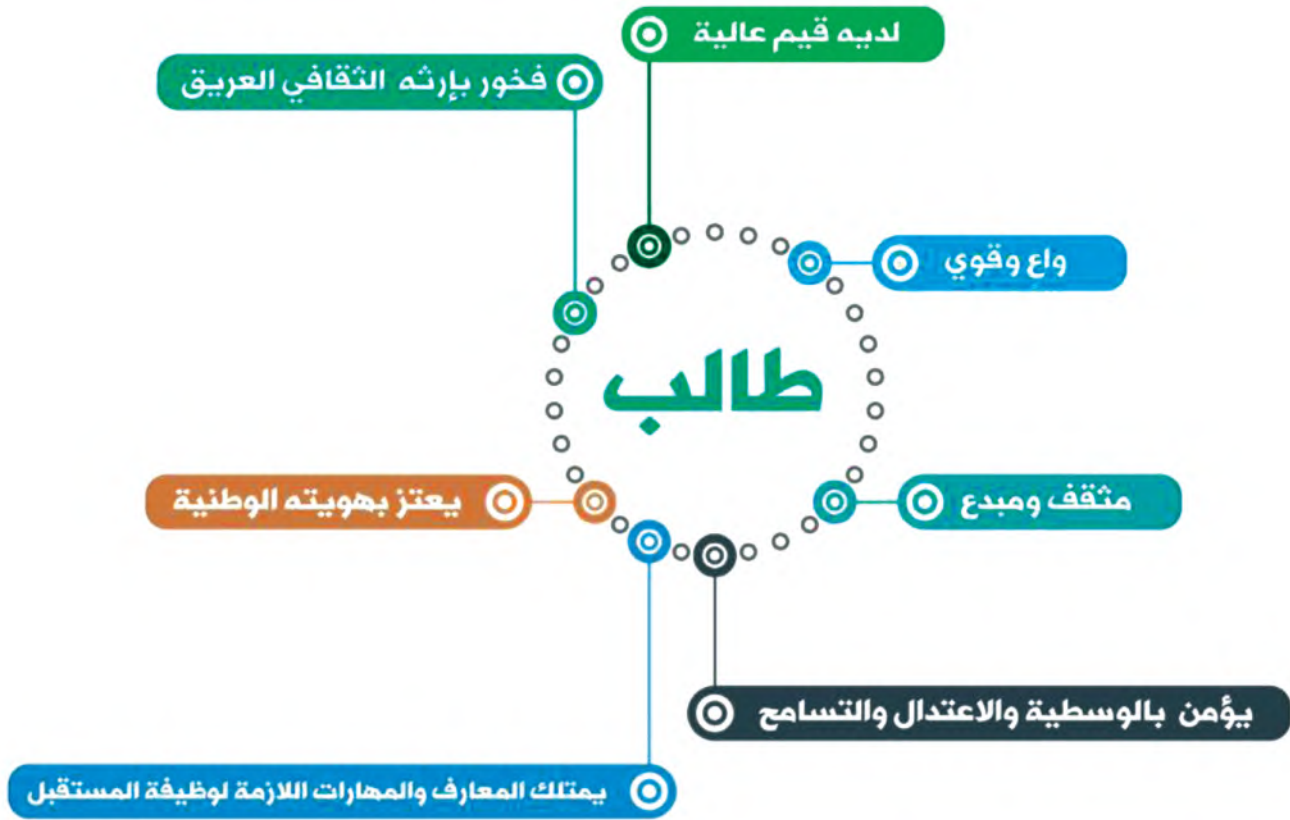 لديه قيم عالية
فخور بإرثه الثقافي العريق
واع وقوي
طالب
يعتز بهويته الوطنية
مثقف ومبدع
يؤمن بالوسطية والاعتدال والتسامح
يمتلك المعارف والمهارات اللازمة لوظيفة المستقبل